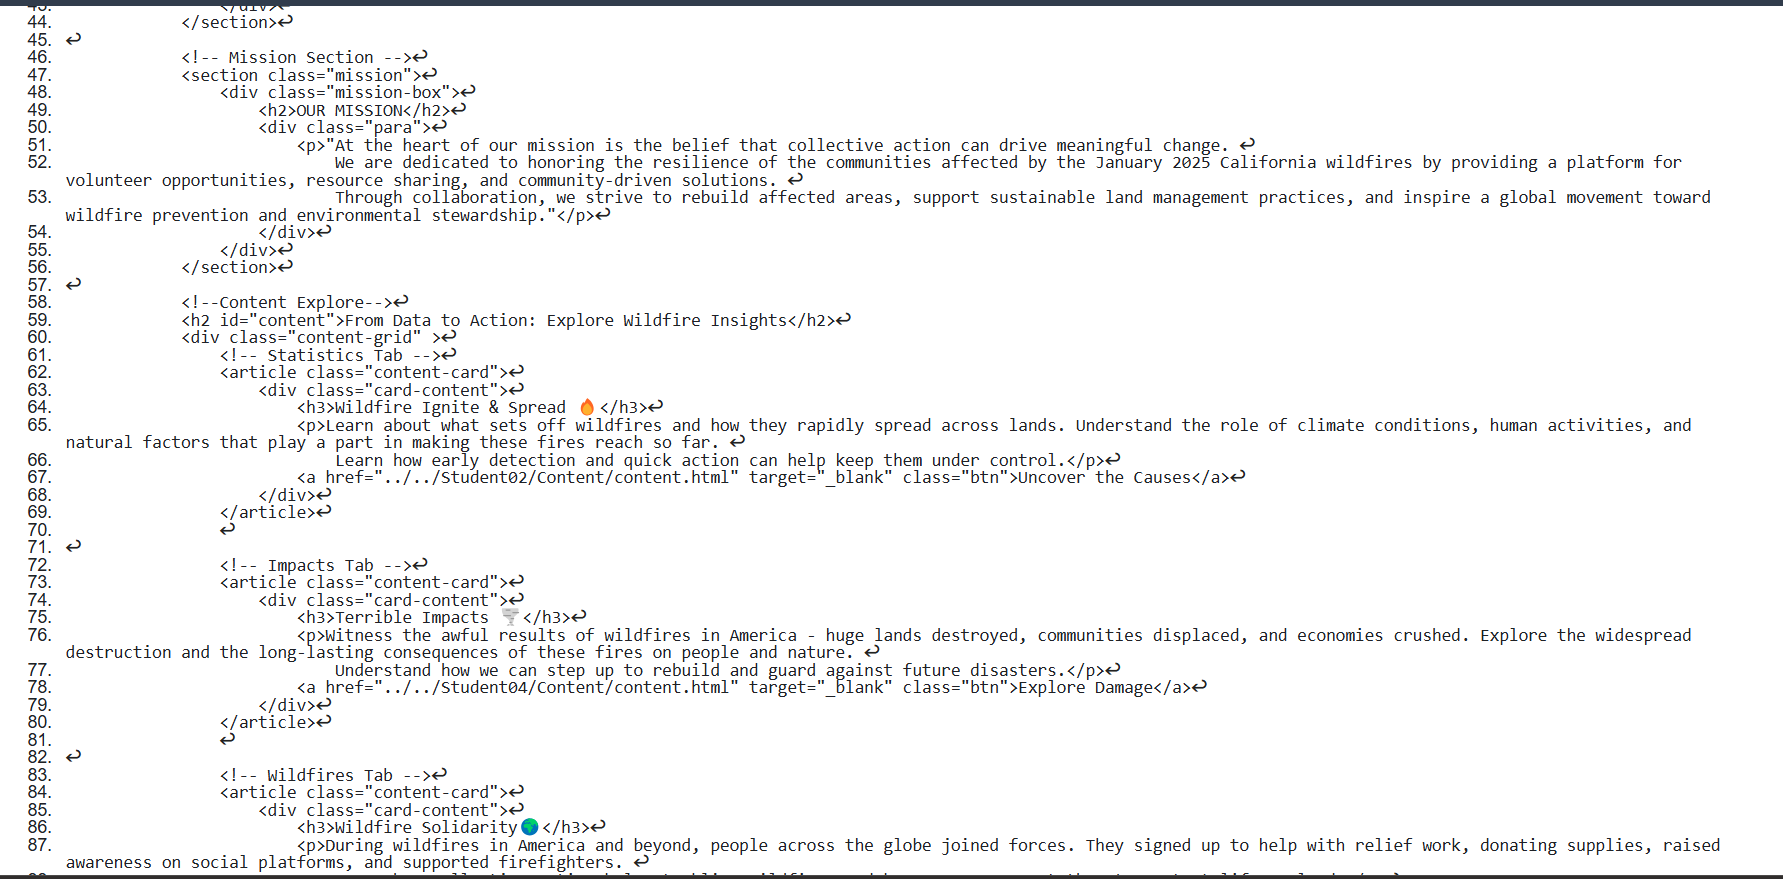 44. </section>↩
45. ↩
46. <!-- Mission Section -->↩
47. <section class="mission">↩
48. <div class="mission-box">↩
49. <h2>OUR MISSION</h2>↩
50. <div class="para">↩
51. <p>"At the heart of our mission is the belief that collective action can drive meaningful change. ↩
52. We are dedicated to honoring the resilience of the communities affected by the January 2025 California wildfires by providing a platform for
volunteer opportunities, resource sharing, and community-driven solutions. ↩
53. Through collaboration, we strive to rebuild affected areas, support sustainable land management practices, and inspire a global movement toward
wildfire prevention and environmental stewardship."</p>↩
54. </div>↩
55. </div>↩
56. </section>↩
57. ↩
58. <!--Content Explore-->↩
59. <h2 id="content">From Data to Action: Explore Wildfire Insights</h2>↩
60. <div class="content-grid" >↩
61. <!-- Statistics Tab -->↩
62. <article class="content-card">↩
63. <div class="card-content">↩
64. <h3>Wildfire Ignite & Spread 🔥</h3>↩
65. <p>Learn about what sets off wildfires and how they rapidly spread across lands. Understand the role of climate conditions, human activities, and
natural factors that play a part in making these fires reach so far. ↩
66. Learn how early detection and quick action can help keep them under control.</p>↩
67. <a href="../../Student02/Content/content.html" target="_blank" class="btn">Uncover the Causes</a>↩
68. </div>↩
69. </article>↩
70. ↩
71. ↩
72. <!-- Impacts Tab -->↩
73. <article class="content-card">↩
74. <div class="card-content">↩
75. <h3>Terrible Impacts 🌪️</h3>↩
76. <p>Witness the awful results of wildfires in America - huge lands destroyed, communities displaced, and economies crushed. Explore the widespread
destruction and the long-lasting consequences of these fires on people and nature. ↩
77. Understand how we can step up to rebuild and guard against future disasters.</p>↩
78. <a href="../../Student04/Content/content.html" target="_blank" class="btn">Explore Damage</a>↩
79. </div>↩
80. </article>↩
81. ↩
82. ↩
83. <!-- Wildfires Tab -->↩
84. <article class="content-card">↩
85. <div class="card-content">↩
86. <h3>Wildfire Solidarity🌍</h3>↩
87. <p>During wildfires in America and beyond, people across the globe joined forces. They signed up to help with relief work, donating supplies, raised
awareness on social platforms, and supported firefighters. ↩